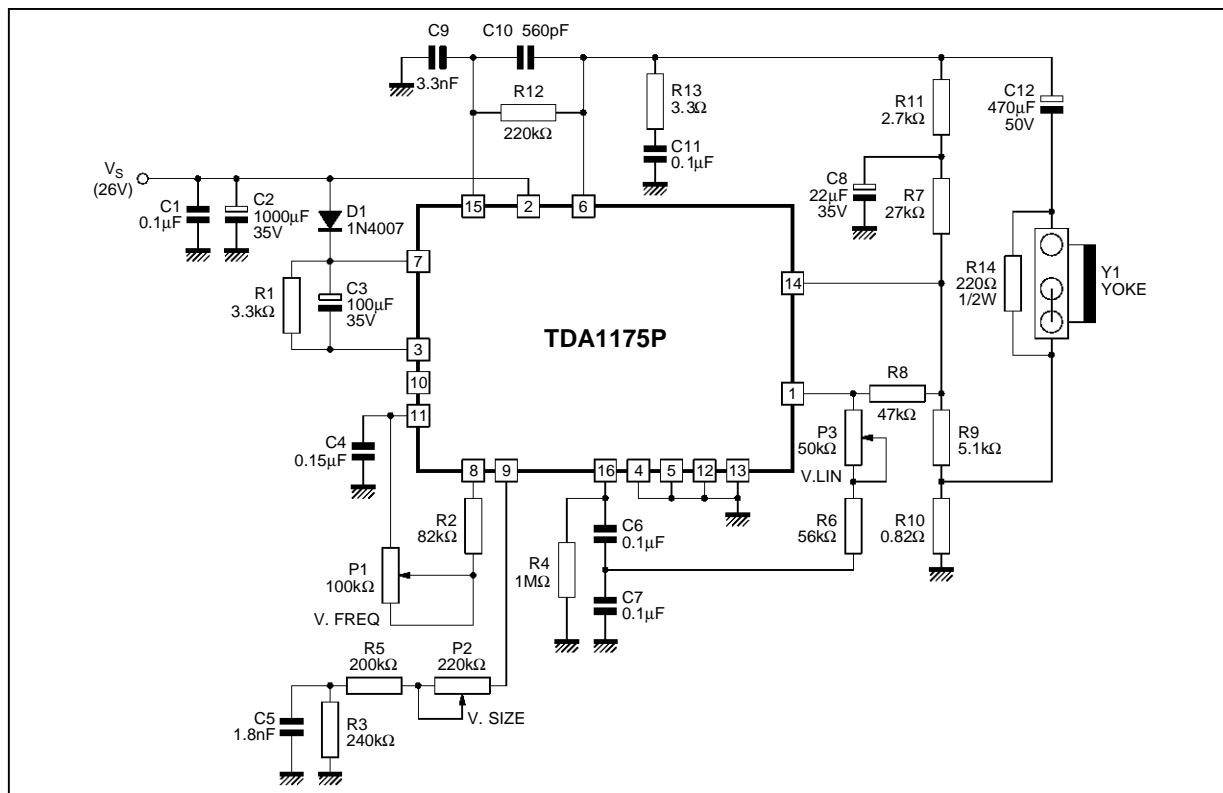 C9
C10 560pF
3.3nF
R12
220kΩ
R13
3.3Ω
C11
0.1µF
R11
2.7kΩ
C12
470µF
50V
VS
(26V)
C1
0.1µF
C2
1000µF
35V
D1
1N4007
C8
22µF
35V
R7
27kΩ
15
2
6
7
R1
3.3kΩ
C3
100µF
35V
14
R14
220Ω
1/2W
Y1
YOKE
TDA1175P
3
10
11
1
R8
47kΩ
C4
0.15µF
P3
50kΩ
V.LIN
R9
5.1kΩ
8
9
16
4
5
12
13
R2
82kΩ
C6
0.1µF
R6
56kΩ
R10
0.82Ω
P1
100kΩ
R4
1MΩ
C7
0.1µF
V. FREQ
R5
200kΩ
P2
220kΩ
V. SIZE
C5
1.8nF
R3
240kΩ